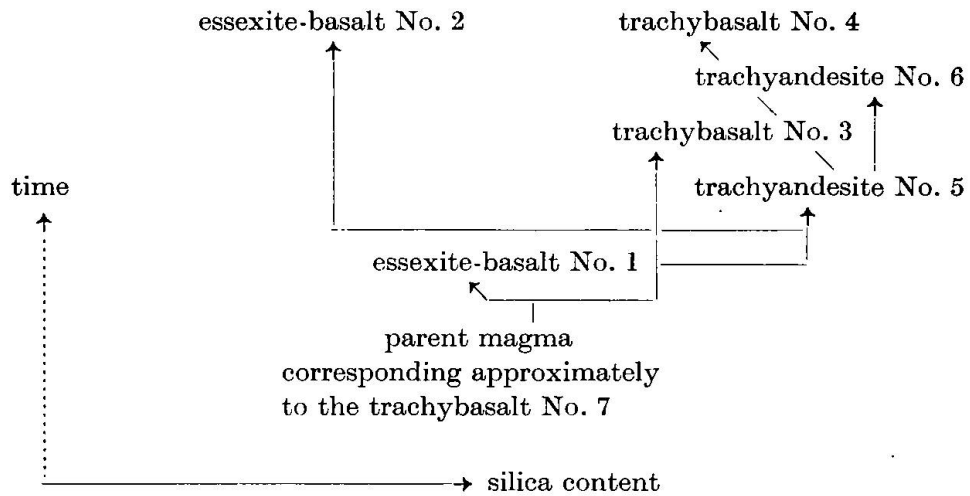 essexite-basalt No. 2
trachybasalt No. 4
trachyandesite No. 6
trachybasalt No. 3
time
trachyandesite No. 5
essexite-basalt No. 1
parent magma
corresponding approximately
to the trachybasalt No. 7
silica content